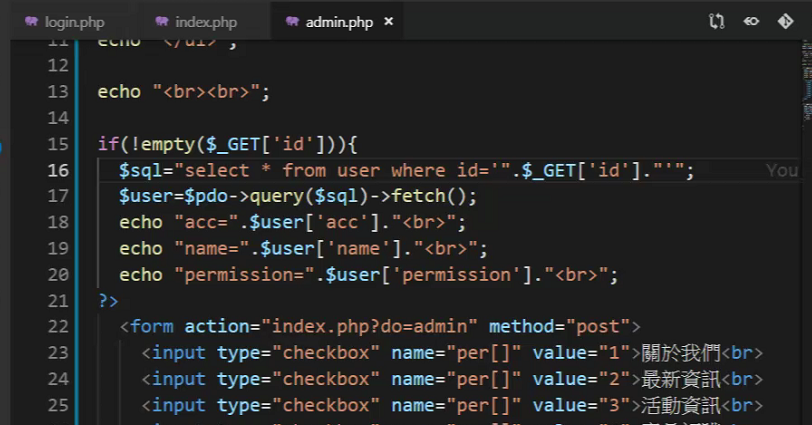 login.php index.php admin.php
11 echo "</ul>";
12
13 echo "<br><br>";
14
15 if(!empty($_GET['id'])){
16 $sql="select * from user where id='".$_GET['id']."'"; You
17 $user=$pdo->query($sql)->fetch();
18 echo "acc=".$user['acc']."<br>";
19 echo "name=".$user['name']."<br>";
20 echo "permission=".$user['permission']."<br>";
21 ?>
22 <form action="index.php?do=admin" method="post">
23 <input type="checkbox" name="per[]" value="1">關於我們<br>
24 <input type="checkbox" name="per[]" value="2">最新資訊<br>
25 <input type="checkbox" name="per[]" value="3">活動資訊<br>